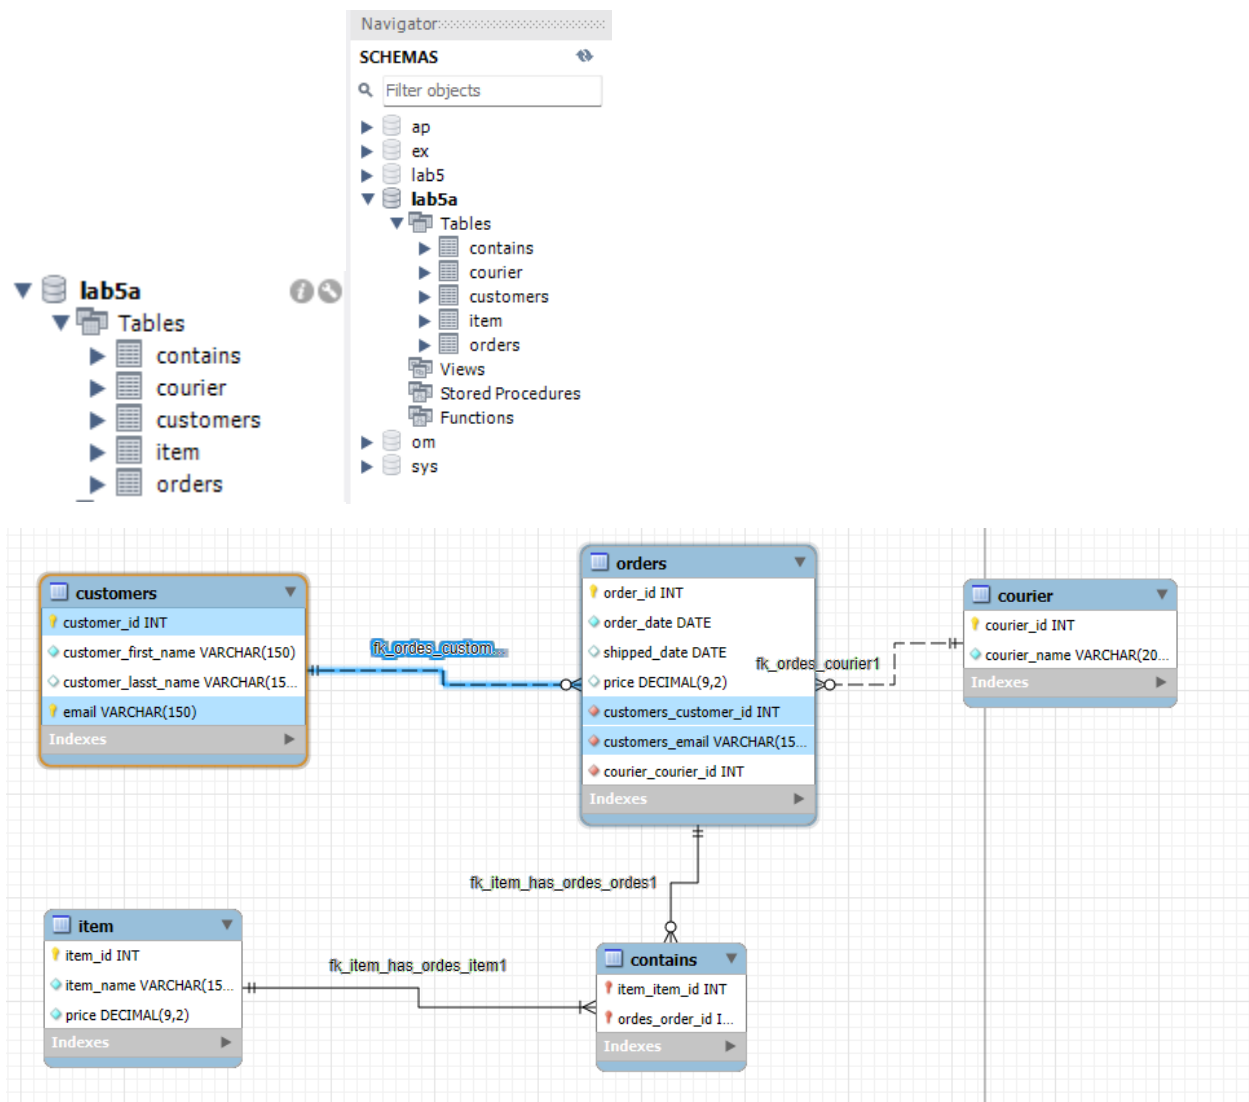 Navigator
SCHEMAS
Filter objects
ap
ex
lab5
lab5a
Tables
contains
courier
customers
item
orders
Views
Stored Procedures
Functions
om
sys
lab5a
Tables
contains
courier
customers
item
orders
customers
customer_id INT
customer_first_name VARCHAR(150)
customer_lasst_name VARCHAR(15...
email VARCHAR(150)
Indexes
fk_ordes_custom...
orders
order_id INT
order_date DATE
shipped_date DATE
price DECIMAL(9,2)
customers_customer_id INT
customers_email VARCHAR(15...
courier_courier_id INT
Indexes
fk_ordes_courier1
courier
courier_id INT
courier_name VARCHAR(20...
Indexes
fk_item_has_ordes_ordes1
item
item_id INT
item_name VARCHAR(15...
price DECIMAL(9,2)
Indexes
fk_item_has_ordes_item1
contains
item_item_id INT
ordes_order_id I...
Indexes